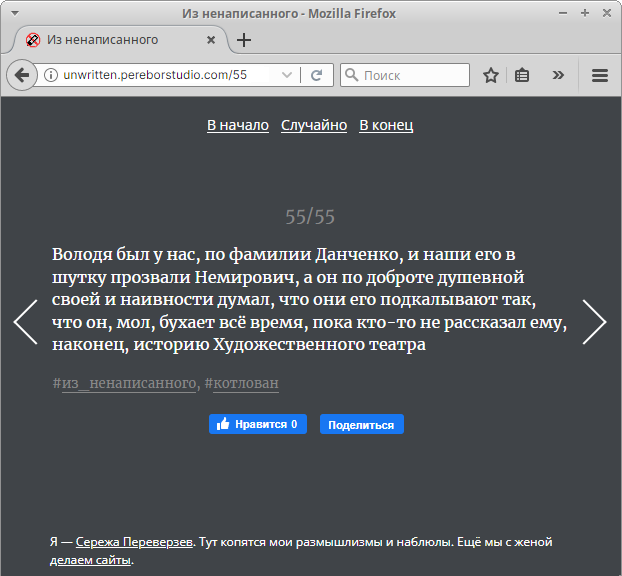 Из ненаписанного - Mozilla Firefox
Из ненаписанного
unwritten.pereborstudio.com/55
Поиск
В начало Случайно В конец
55/55
Володя был у нас, по фамилии Данченко, и наши его в
шутку прозвали Немирович, а он по доброте душевной
своей и наивности думал, что они его подкалывают так,
что он, мол, бухает всё время, пока кто-то не рассказал ему,
наконец, историю Художественного театра
#из_ненаписанного, #котлован
Нравится 0 Поделиться
Я — Сережа Переверзев. Тут копятся мои размышлизмы и наблюлы. Ещё мы с женой
делаем сайты.